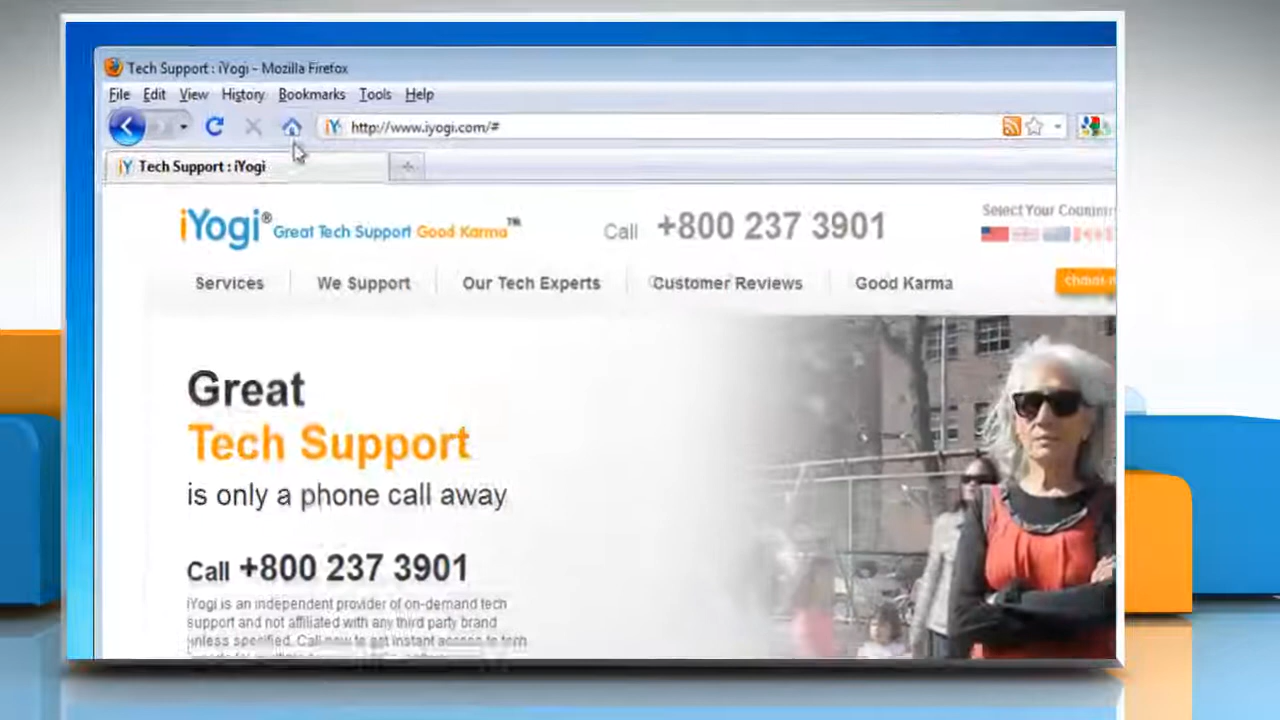 Tech Support : iYogi - Mozilla Firefox
File Edit View History Bookmarks Tools Help
iY http://www.iyogi.com/#
iY Tech Support : iYogi
iYogi® Great Tech Support Good Karma™
Call +800 237 3901
Select Your Country
Services We Support Our Tech Experts Customer Reviews Good Karma
Great
Tech Support
is only a phone call away
Call +800 237 3901
iYogi is an independent provider of on-demand tech
support and not affiliated with any third party brand
unless specified. Call now to get instant access to tech